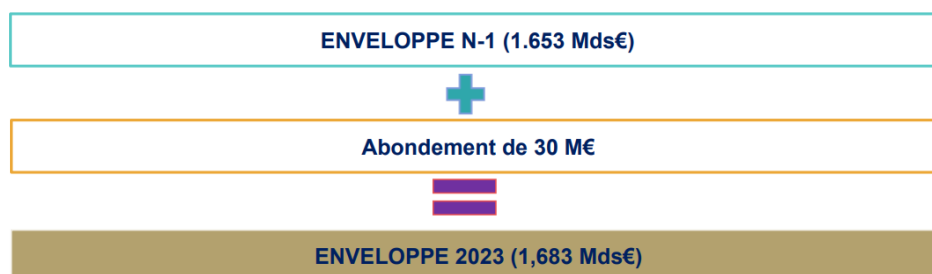 ENVELOPPE N-1 (1.653 Mds€)
Abondement de 30 M€
ENVELOPPE 2023 (1,683 Mds€)